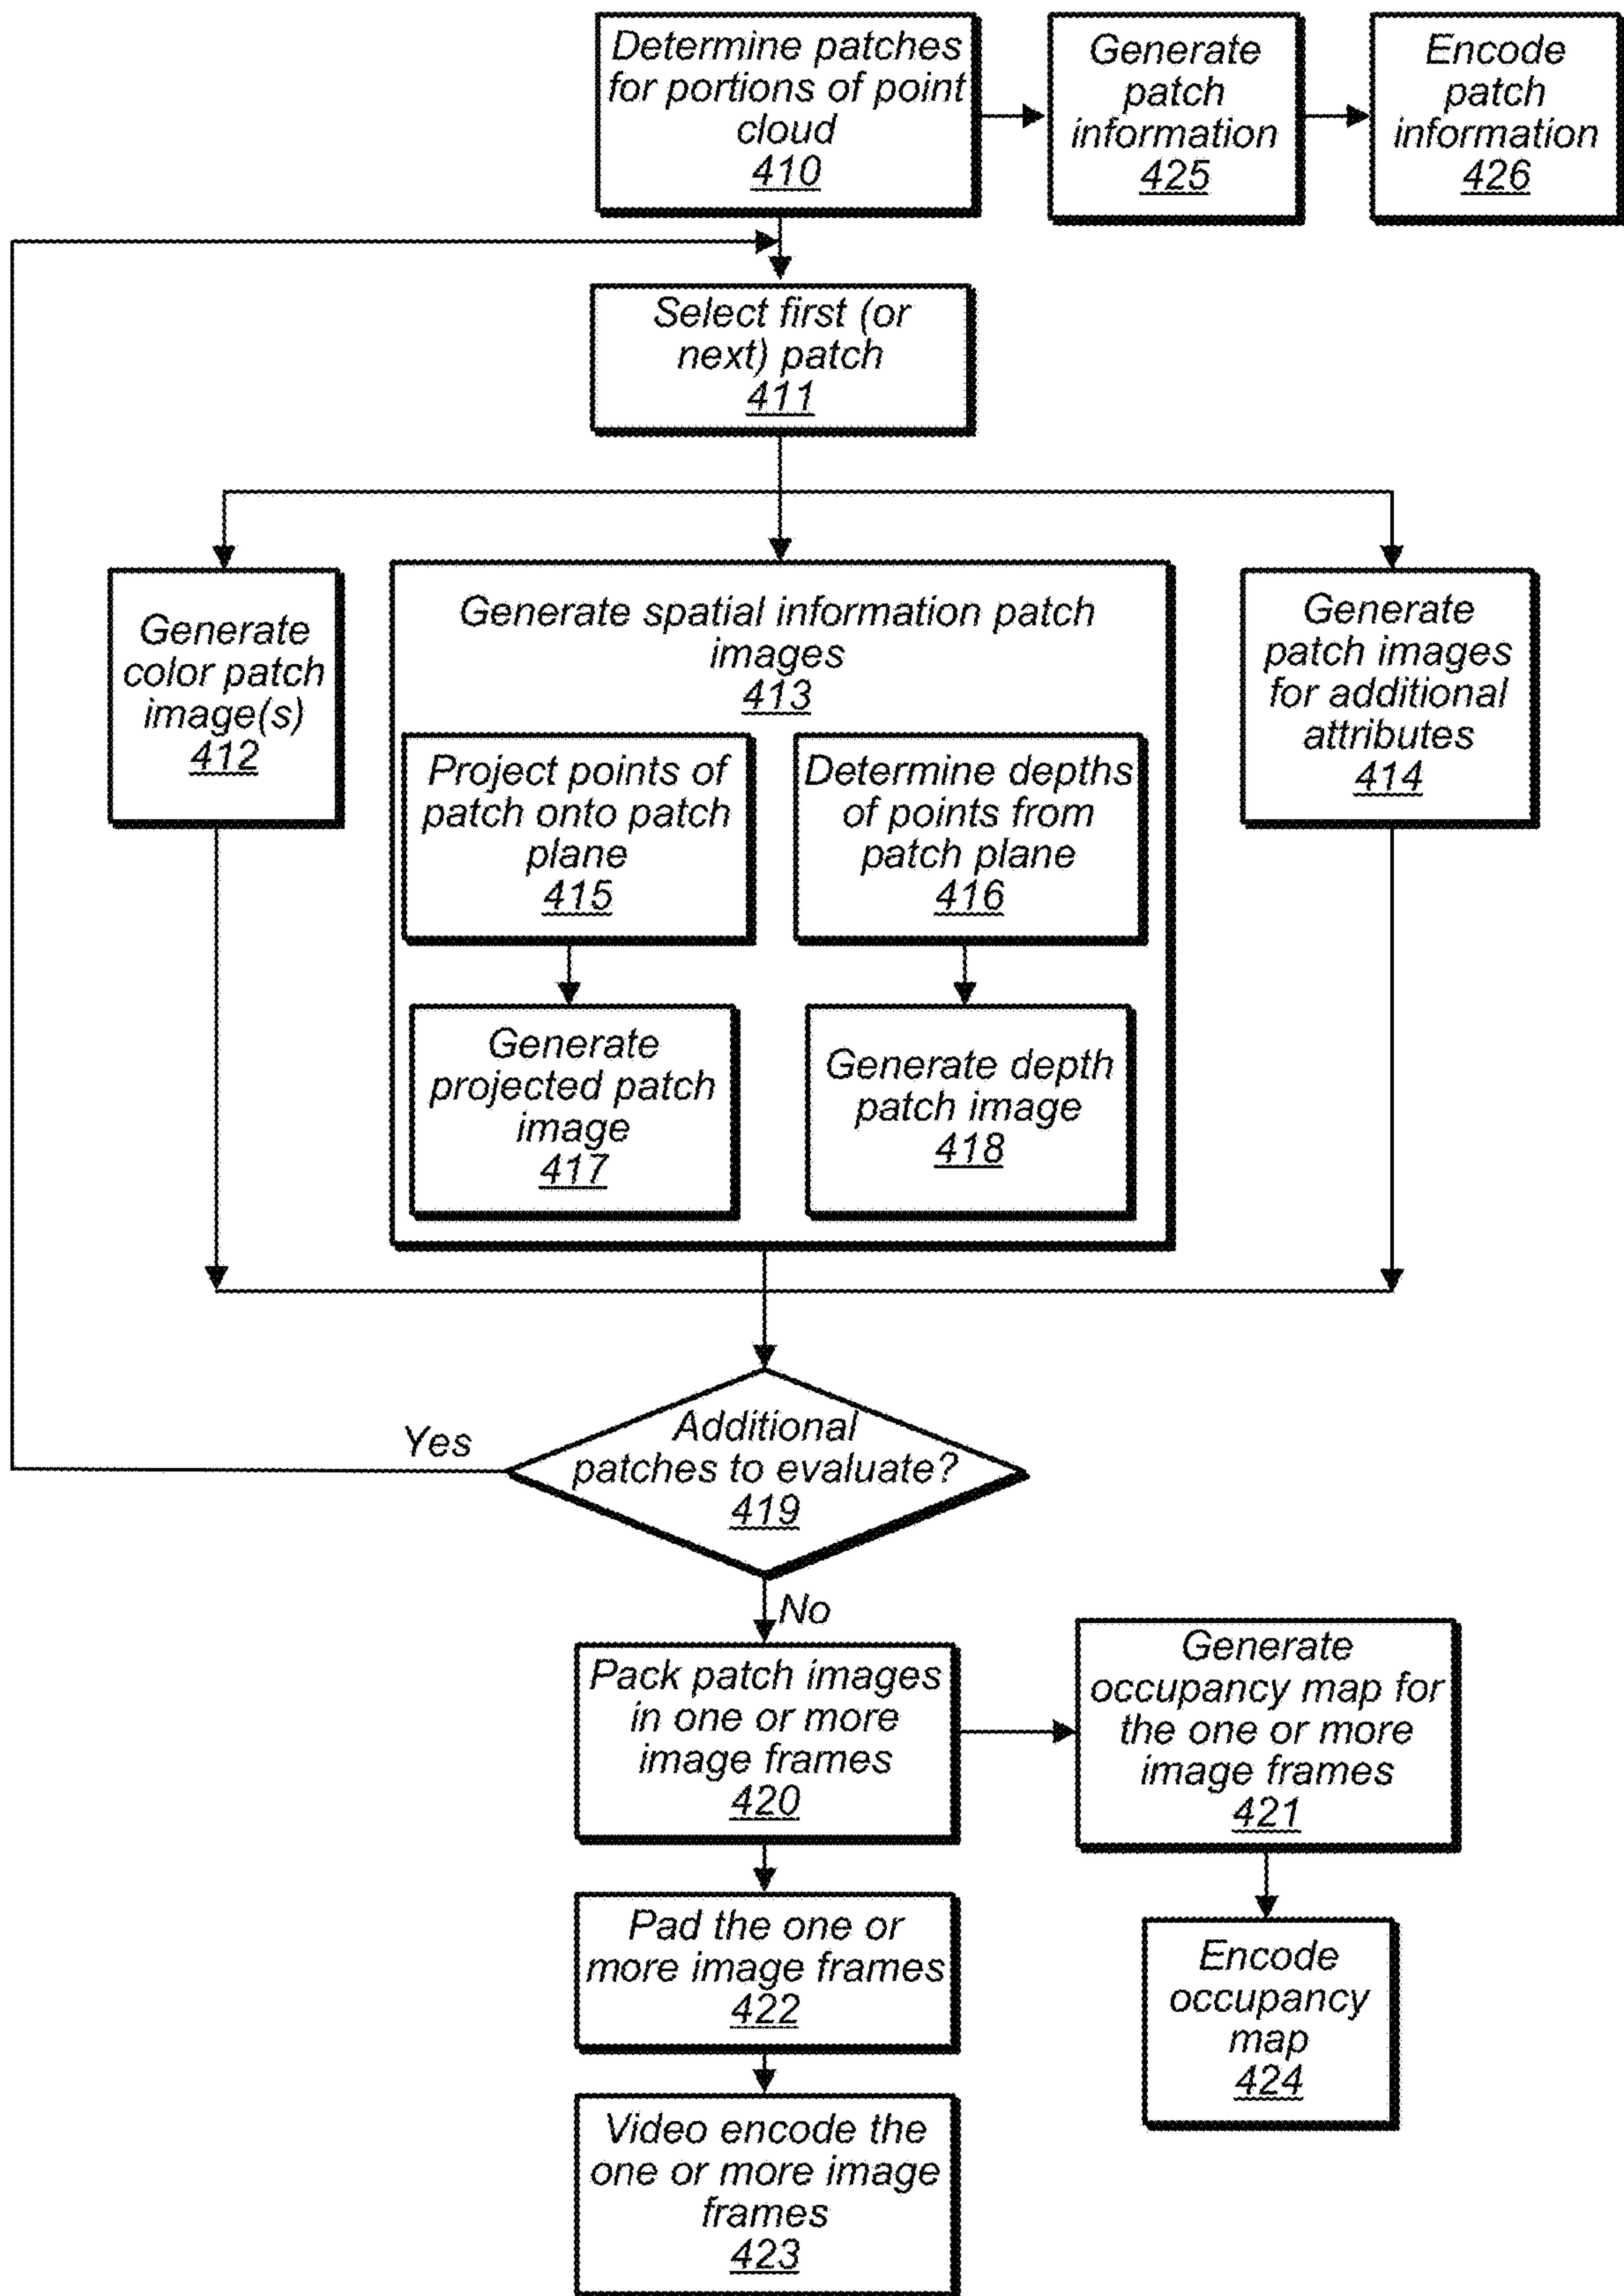 Determine patches
for portions of point
cloud
410
Generate
patch
information
425
Encode
patch
information
426
Select first (or
next) patch
411
Generate
color patch
image(s)
412
Generate spatial information patch
images
413
Project points of
patch onto patch
plane
415
Determine depths
of points from
patch plane
416
Generate
projected patch
image
417
Generate depth
patch image
418
Generate
patch images
for additional
attributes
414
Additional
patches to evaluate?
419
Yes
No
Pack patch images
in one or more
image frames
420
Generate
occupancy map for
the one or more
image frames
421
Pad the one or
more image frames
422
Encode
occupancy
map
424
Video encode the
one or more image
frames
423